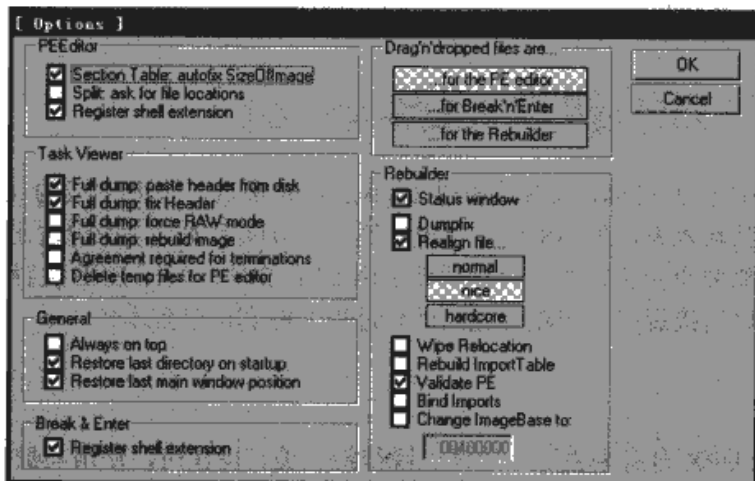 [ Options ]
PEEditor
Section Table: autofix SizeOfImage
Split: ask for file locations
Register shell extension
Task Viewer
Full dump: paste header from disk
Full dump: fix Header
Full dump: force RAW mode
Full dump: rebuild image
Agreement required for terminations
Delete temp files for PE editor
General
Always on top
Restore last directory on startup
Restore last main window position
Break & Enter
Register shell extension
Drag'n'dropped files are...
...for the PE editor
...for Break'n'Enter
...for the Rebuilder
Rebuilder
Status window
Dumpfix
Realign file...
normal
nice
hardcore
Wipe Relocation
Rebuild ImportTable
Validate PE
Bind Imports
Change ImageBase to:
00400000
OK
Cancel